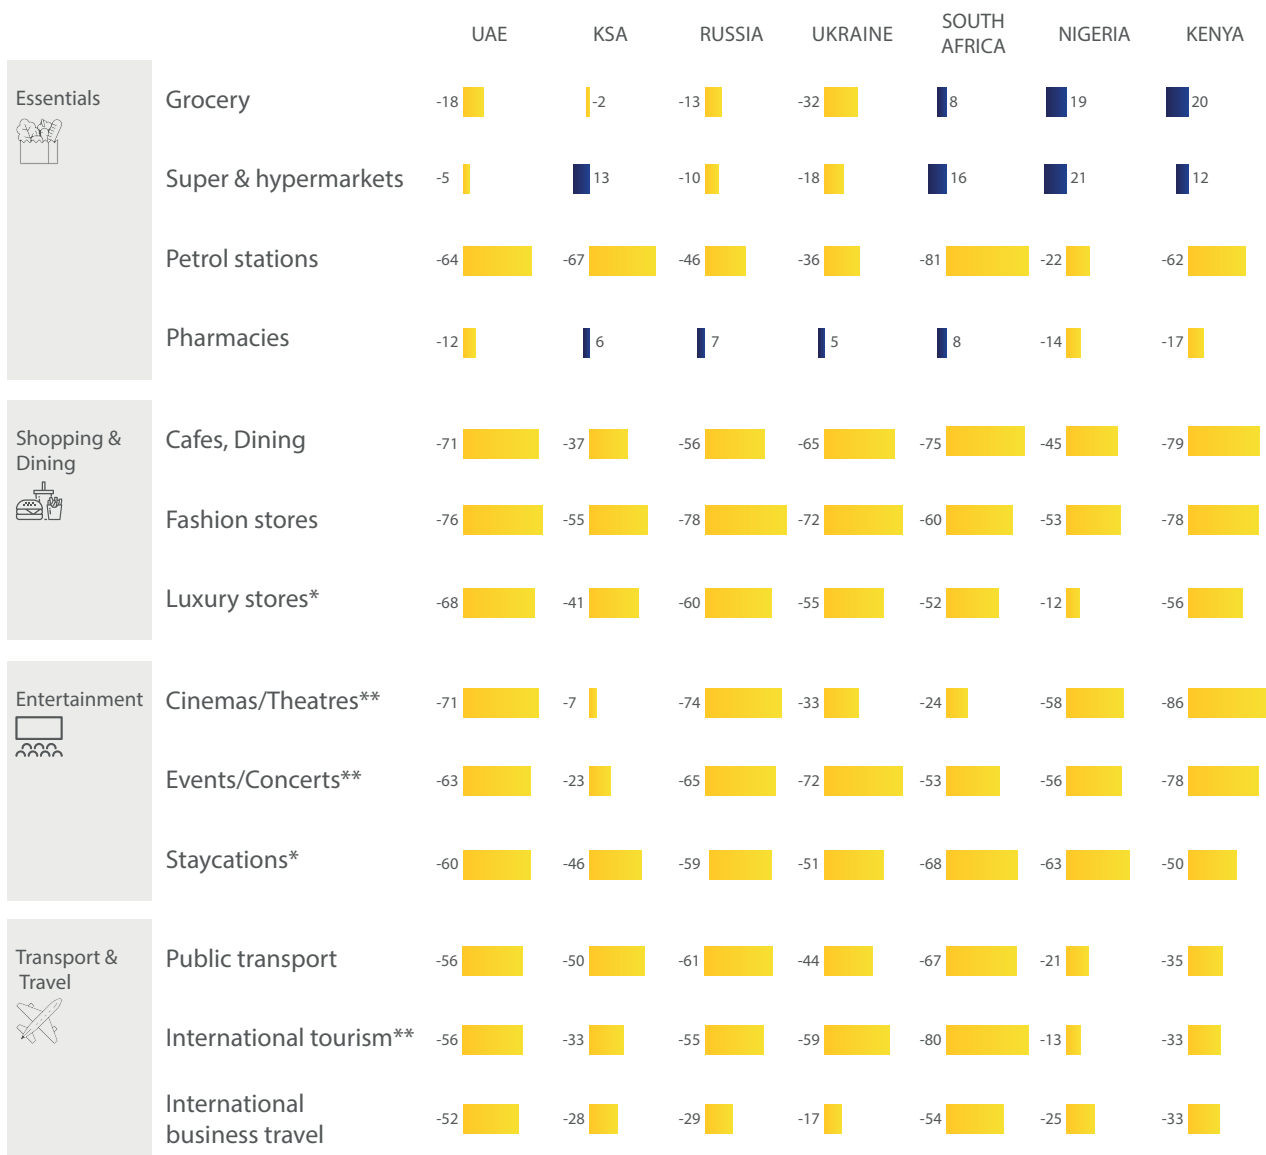 UAE KSA RUSSIA UKRAINE SOUTH AFRICA NIGERIA KENYA
Essentials
Grocery -18 -2 -13 -32 8 19 20
Super & hypermarkets -5 13 -10 -18 16 21 12
Petrol stations -64 -67 -46 -36 -81 -22 -62
Pharmacies -12 6 7 5 8 -14 -17
Shopping &
Dining
Cafes, Dining -71 -37 -56 -65 -75 -45 -79
Fashion stores -76 -55 -78 -72 -60 -53 -78
Luxury stores* -68 -41 -60 -55 -52 -12 -56
Entertainment
Cinemas/Theatres** -71 -7 -74 -33 -24 -58 -86
Events/Concerts** -63 -23 -65 -72 -53 -56 -78
Staycations* -60 -46 -59 -51 -68 -63 -50
Transport &
Travel
Public transport -56 -50 -61 -44 -67 -21 -35
International tourism** -56 -33 -55 -59 -80 -13 -33
International
business travel -52 -28 -29 -17 -54 -25 -33